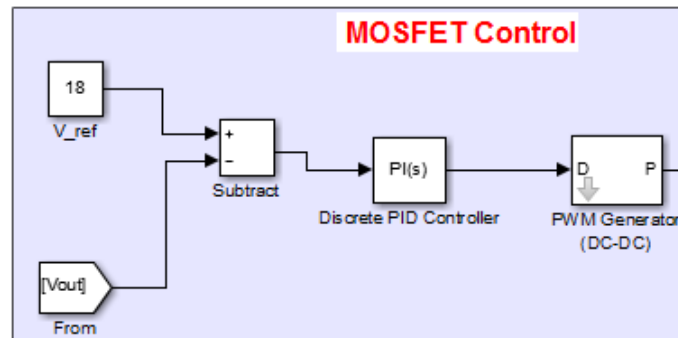 MOSFET Control
18
V_ref
+
−
Subtract
PI(s)
Discrete PID Controller
D P
PWM Generator
(DC-DC)
[Vout]
From